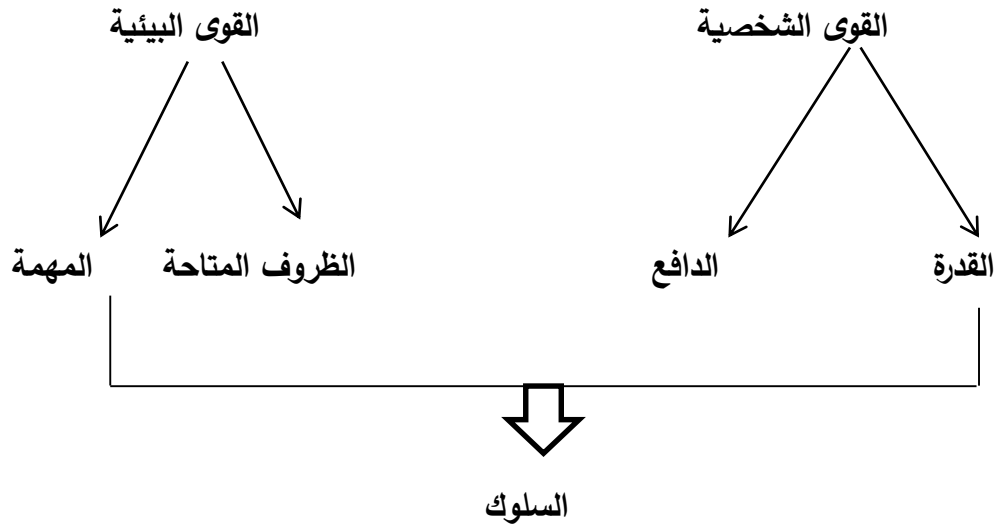 القوى الشخصية
القوى البيئية
القدرة
الدافع
الظروف المتاحة
المهمة
السلوك